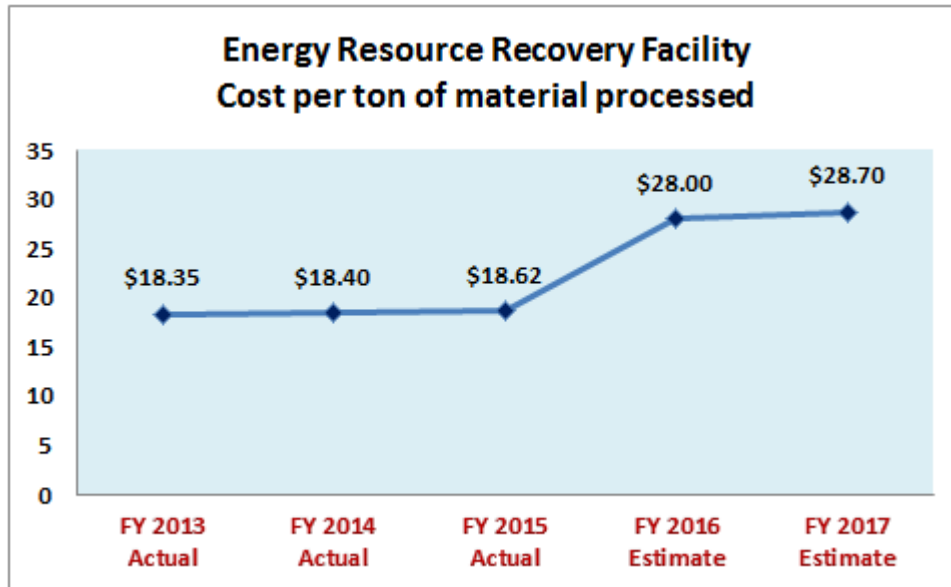 Energy Resource Recovery Facility
Cost per ton of material processed
35
30
25
20
15
10
5
0
$18.35
$18.40
$18.62
$28.00
$28.70
FY 2013
Actual
FY 2014
Actual
FY 2015
Actual
FY 2016
Estimate
FY 2017
Estimate